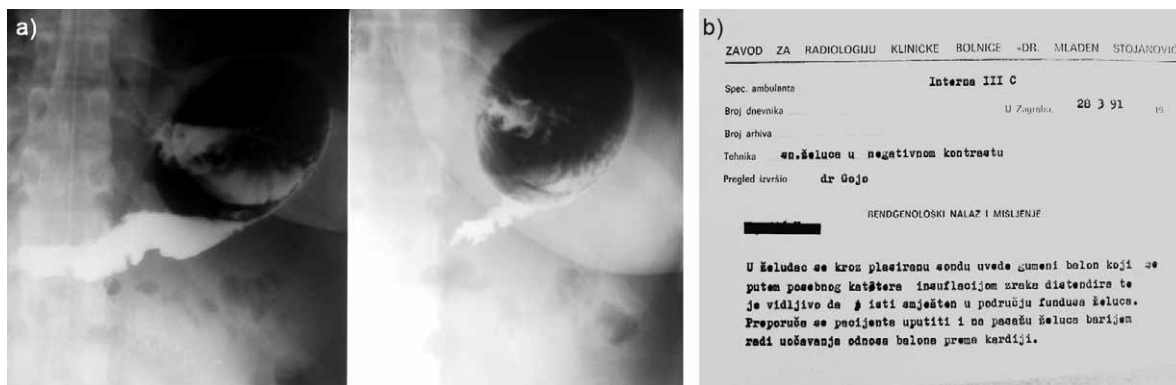 a)
b)
ZAVOD ZA RADIOLOGIJU KLINIČKE BOLNICE »DR. MLADEN STOJANOVIĆ
Spec. ambulanta Interna III C
Broj dnevnika U Zagrebu, 28 3 91 19
Broj arhiva
Tehnika sn.želuca u negativnom kontrastu
Pregled izvršio dr Gojo
RENDGENOLOŠKI NALAZ I MIŠLJENJE
U želudac se kroz plasiranu sondu uvede gumeni balon koji se
putem posebnog katetera insuflacijom zraka distendira te
je vidljivo da isti smješten u području fundusa želuca.
Preporuča se pacijenta uputiti i na pasažu želuca barijem
radi uočavanja odnosa balona prema kardiji.